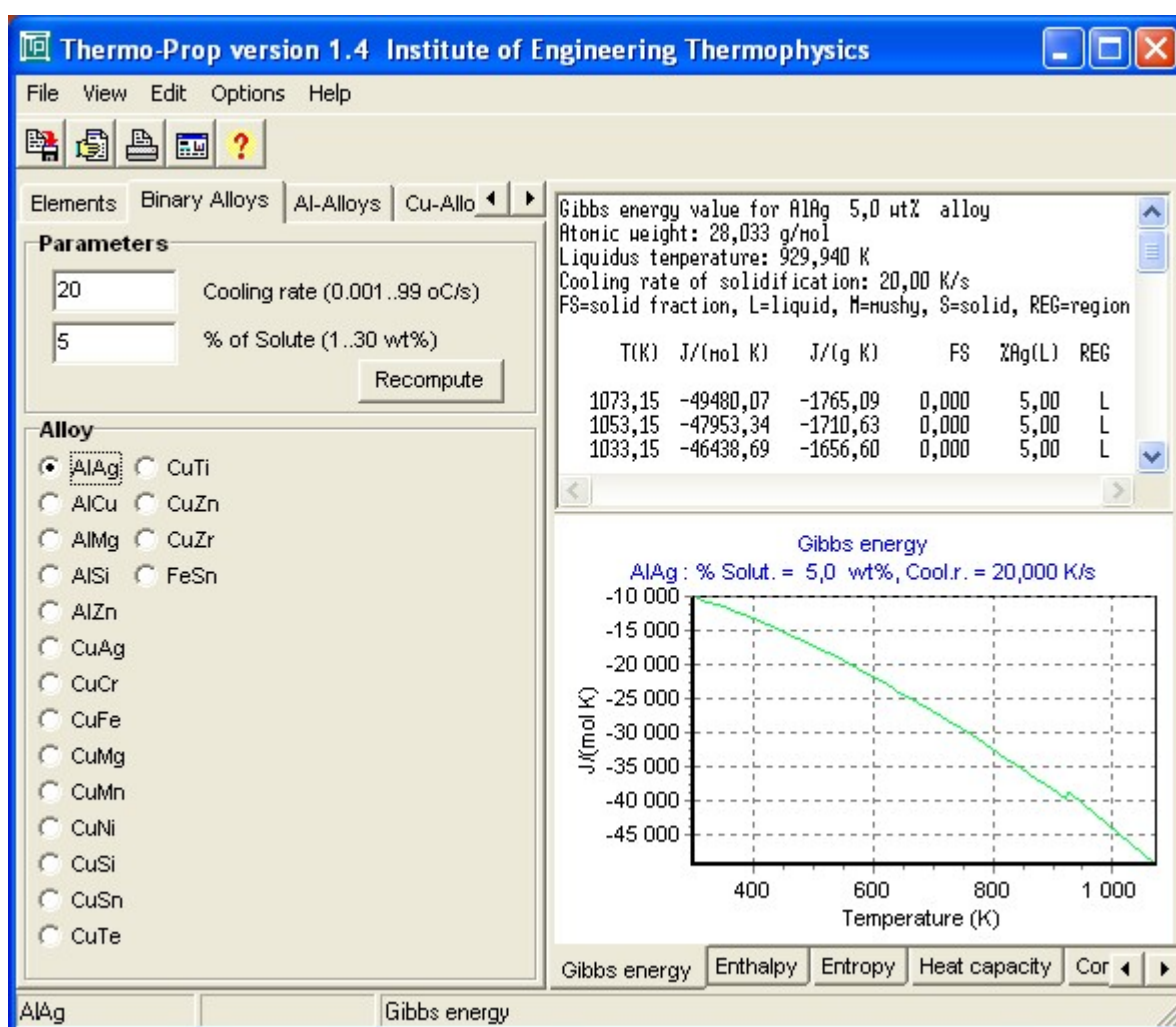 Thermo-Prop version 1.4 Institute of Engineering Thermophysics
File View Edit Options Help
Elements Binary Alloys Al-Alloys Cu-Allo
Parameters
20 Cooling rate (0.001..99 oC/s)
5 % of Solute (1..30 wt%)
Recompute
Alloy
AlAg CuTi
AlCu CuZn
AlMg CuZr
AlSi FeSn
AlZn
CuAg
CuCr
CuFe
CuMg
CuMn
CuNi
CuSi
CuSn
CuTe
Gibbs energy value for AlAg 5,0 wt% alloy
Atomic weight: 28,033 g/mol
Liquidus temperature: 929,940 K
Cooling rate of solidification: 20,00 K/s
FS=solid fraction, L=liquid, M=mushy, S=solid, REG=region
T(K) J/(mol K) J/(g K) FS %Ag(L) REG
1073,15 -49480,07 -1765,09 0,000 5,00 L
1053,15 -47953,34 -1710,63 0,000 5,00 L
1033,15 -46438,69 -1656,60 0,000 5,00 L
Gibbs energy
AlAg : % Solut. = 5,0 wt%, Cool.r. = 20,000 K/s
-10 000
-15 000
-20 000
-25 000
-30 000
-35 000
-40 000
-45 000
J/(mol K)
400 600 800 1 000
Temperature (K)
Gibbs energy Enthalpy Entropy Heat capacity Cor
AlAg Gibbs energy